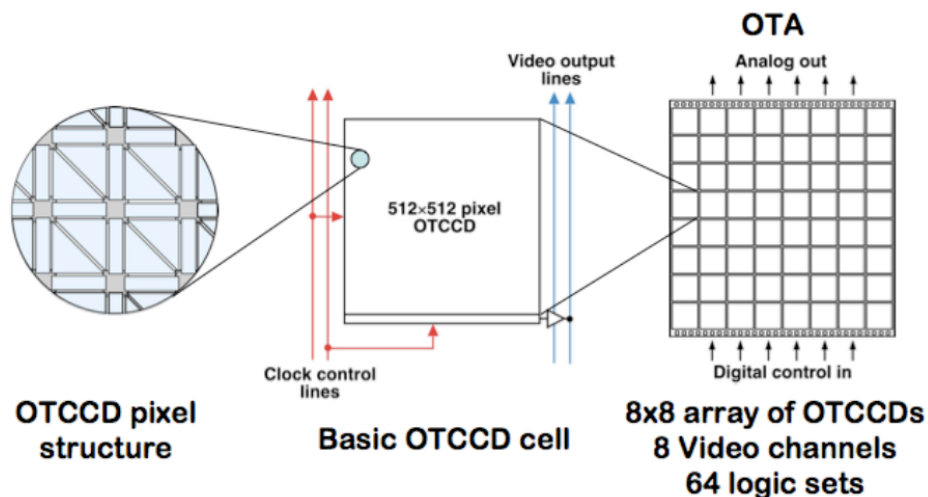 OTA
Analog out
Video output
lines
512×512 pixel
OTCCD
Clock control
lines
Digital control in
OTCCD pixel
structure
Basic OTCCD cell
8x8 array of OTCCDs
8 Video channels
64 logic sets